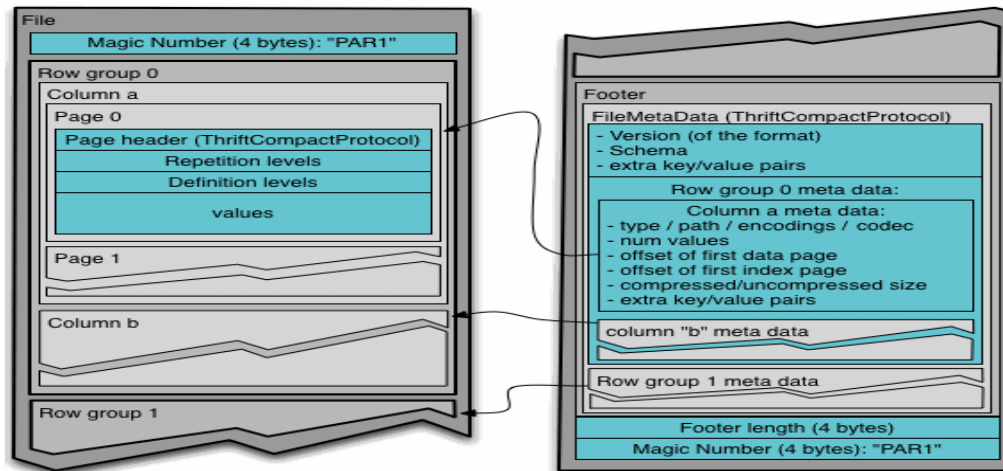 File
Magic Number (4 bytes): "PAR1"
Row group 0
Column a
Page 0
Page header (ThriftCompactProtocol)
Repetition levels
Definition levels
values
Page 1
Column b
Row group 1
Footer
FileMetaData (ThriftCompactProtocol)
- Version (of the format)
- Schema
- extra key/value pairs
Row group 0 meta data:
Column a meta data:
- type / path / encodings / codec
- num values
- offset of first data page
- offset of first index page
- compressed/uncompressed size
- extra key/value pairs
column "b" meta data
Row group 1 meta data
Footer length (4 bytes)
Magic Number (4 bytes): "PAR1"